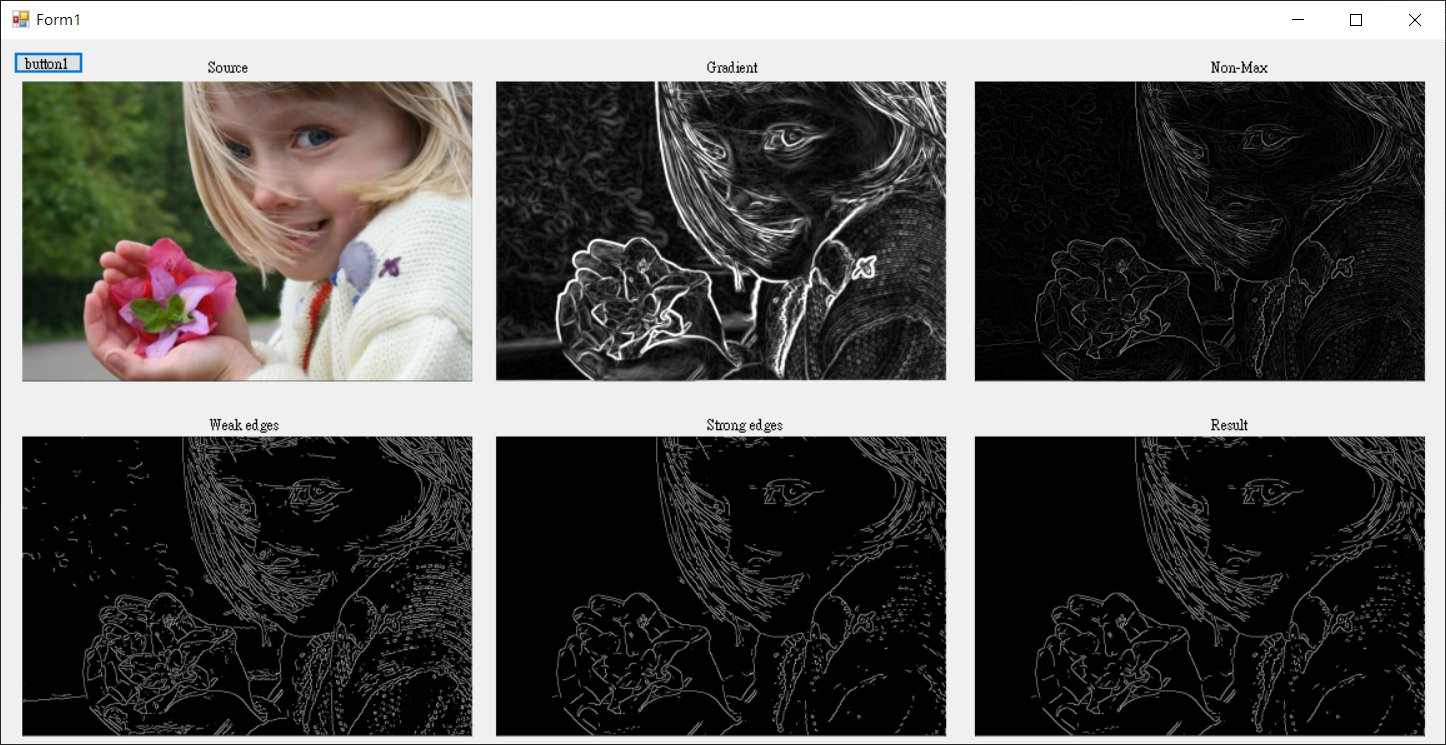 Form1
button1
Source
Gradient
Non-Max
Weak edges
Strong edges
Result